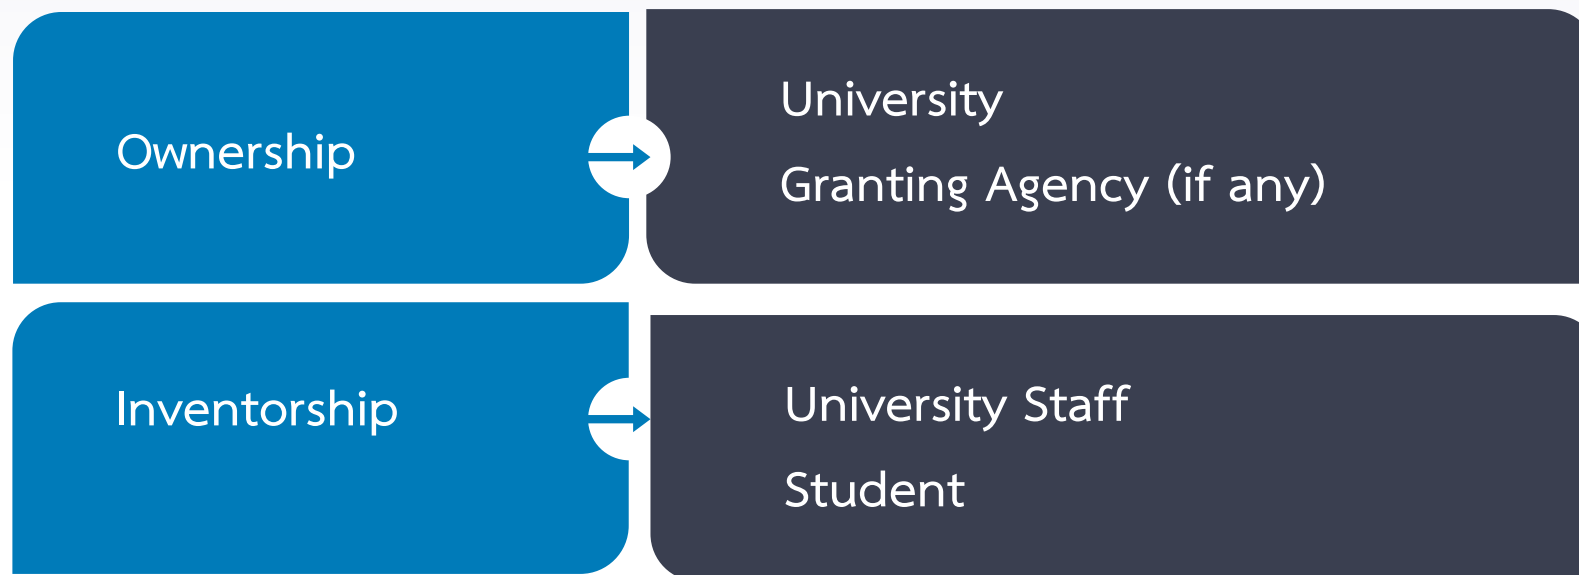 Ownership
University
Granting Agency (if any)
Inventorship
University Staff
Student